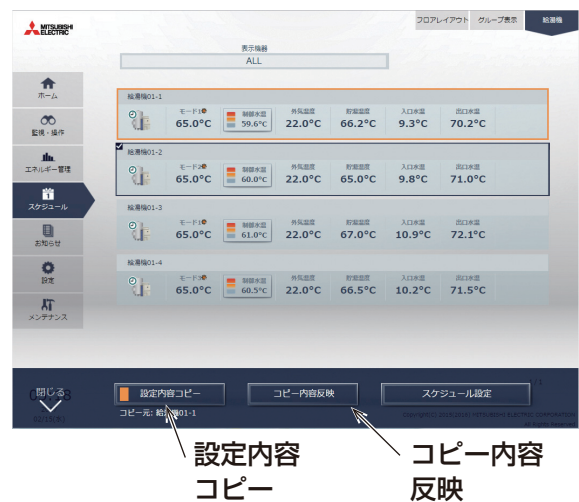 MITSUBISHI
ELECTRIC
フロアレイアウト グループ表示 給湯機
表示機器
ALL
ホーム
監視・操作
エネルギー管理
スケジュール
お知らせ
設定
メンテナンス
給湯機01-1
モード1 制御水温 外気温度 貯湯温度 入口水温 出口水温
65.0°C 59.6°C 22.0°C 66.2°C 9.3°C 70.2°C
給湯機01-2
モード2 制御水温 外気温度 貯湯温度 入口水温 出口水温
65.0°C 60.0°C 22.0°C 65.0°C 9.8°C 71.0°C
給湯機01-3
モード1 制御水温 外気温度 貯湯温度 入口水温 出口水温
65.0°C 61.0°C 22.0°C 67.0°C 10.9°C 72.1°C
給湯機01-4
モード1 制御水温 外気温度 貯湯温度 入口水温 出口水温
65.0°C 60.5°C 22.0°C 66.5°C 10.2°C 71.5°C
閉じる
設定内容コピー コピー内容反映 スケジュール設定
コピー元: 給湯機01-1
MITSUBISHI ELECTRIC CORPORATION
All Rights Reserved
設定内容
コピー
コピー内容
反映